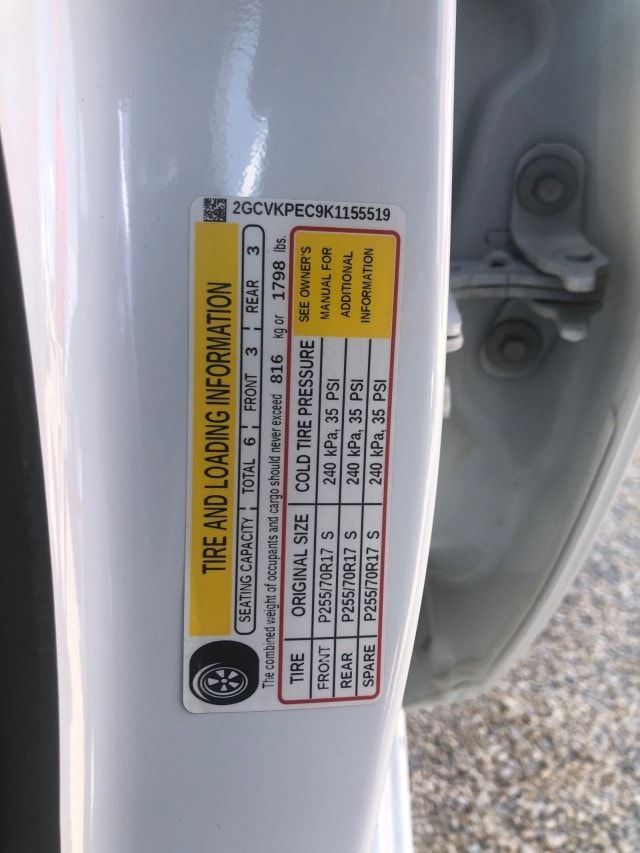 2GCVKPEC9K1155519
TIRE AND LOADING INFORMATION
SEATING CAPACITY TOTAL 6 FRONT 3 REAR 3
The combined weight of occupants and cargo should never exceed 816 kg or 1798 lbs.
TIRE ORIGINAL SIZE COLD TIRE PRESSURE
FRONT P255/70R17 S 240 kPa, 35 PSI
REAR P255/70R17 S 240 kPa, 35 PSI
SPARE P255/70R17 S 240 kPa, 35 PSI
SEE OWNER'S
MANUAL FOR
ADDITIONAL
INFORMATION